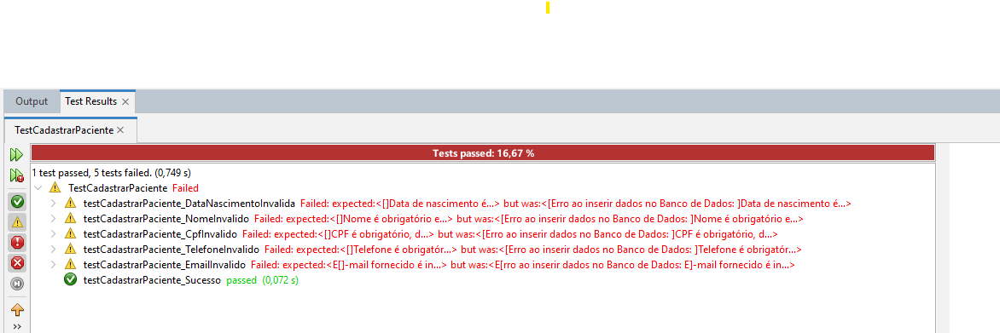 Output
Test Results
TestCadastrarPaciente
Tests passed: 16,67 %
1 test passed, 5 tests failed. (0,749 s)
TestCadastrarPaciente Failed
testCadastrarPaciente_DataNascimentoInvalida Failed: expected:<[]Data de nascimento é...> but was:<[Erro ao inserir dados no Banco de Dados: ]Data de nascimento é...>
testCadastrarPaciente_NomeInvalido Failed: expected:<[]Nome é obrigatório e...> but was:<[Erro ao inserir dados no Banco de Dados: ]Nome é obrigatório e...>
testCadastrarPaciente_CpfInvalido Failed: expected:<[]CPF é obrigatório, d...> but was:<[Erro ao inserir dados no Banco de Dados: ]CPF é obrigatório, d...>
testCadastrarPaciente_TelefoneInvalido Failed: expected:<[]Telefone é obrigatór...> but was:<[Erro ao inserir dados no Banco de Dados: ]Telefone é obrigatór...>
testCadastrarPaciente_EmailInvalido Failed: expected:<E[]-mail fornecido é in...> but was:<E[rro ao inserir dados no Banco de Dados: E]-mail fornecido é in...>
testCadastrarPaciente_Sucesso passed (0,072 s)